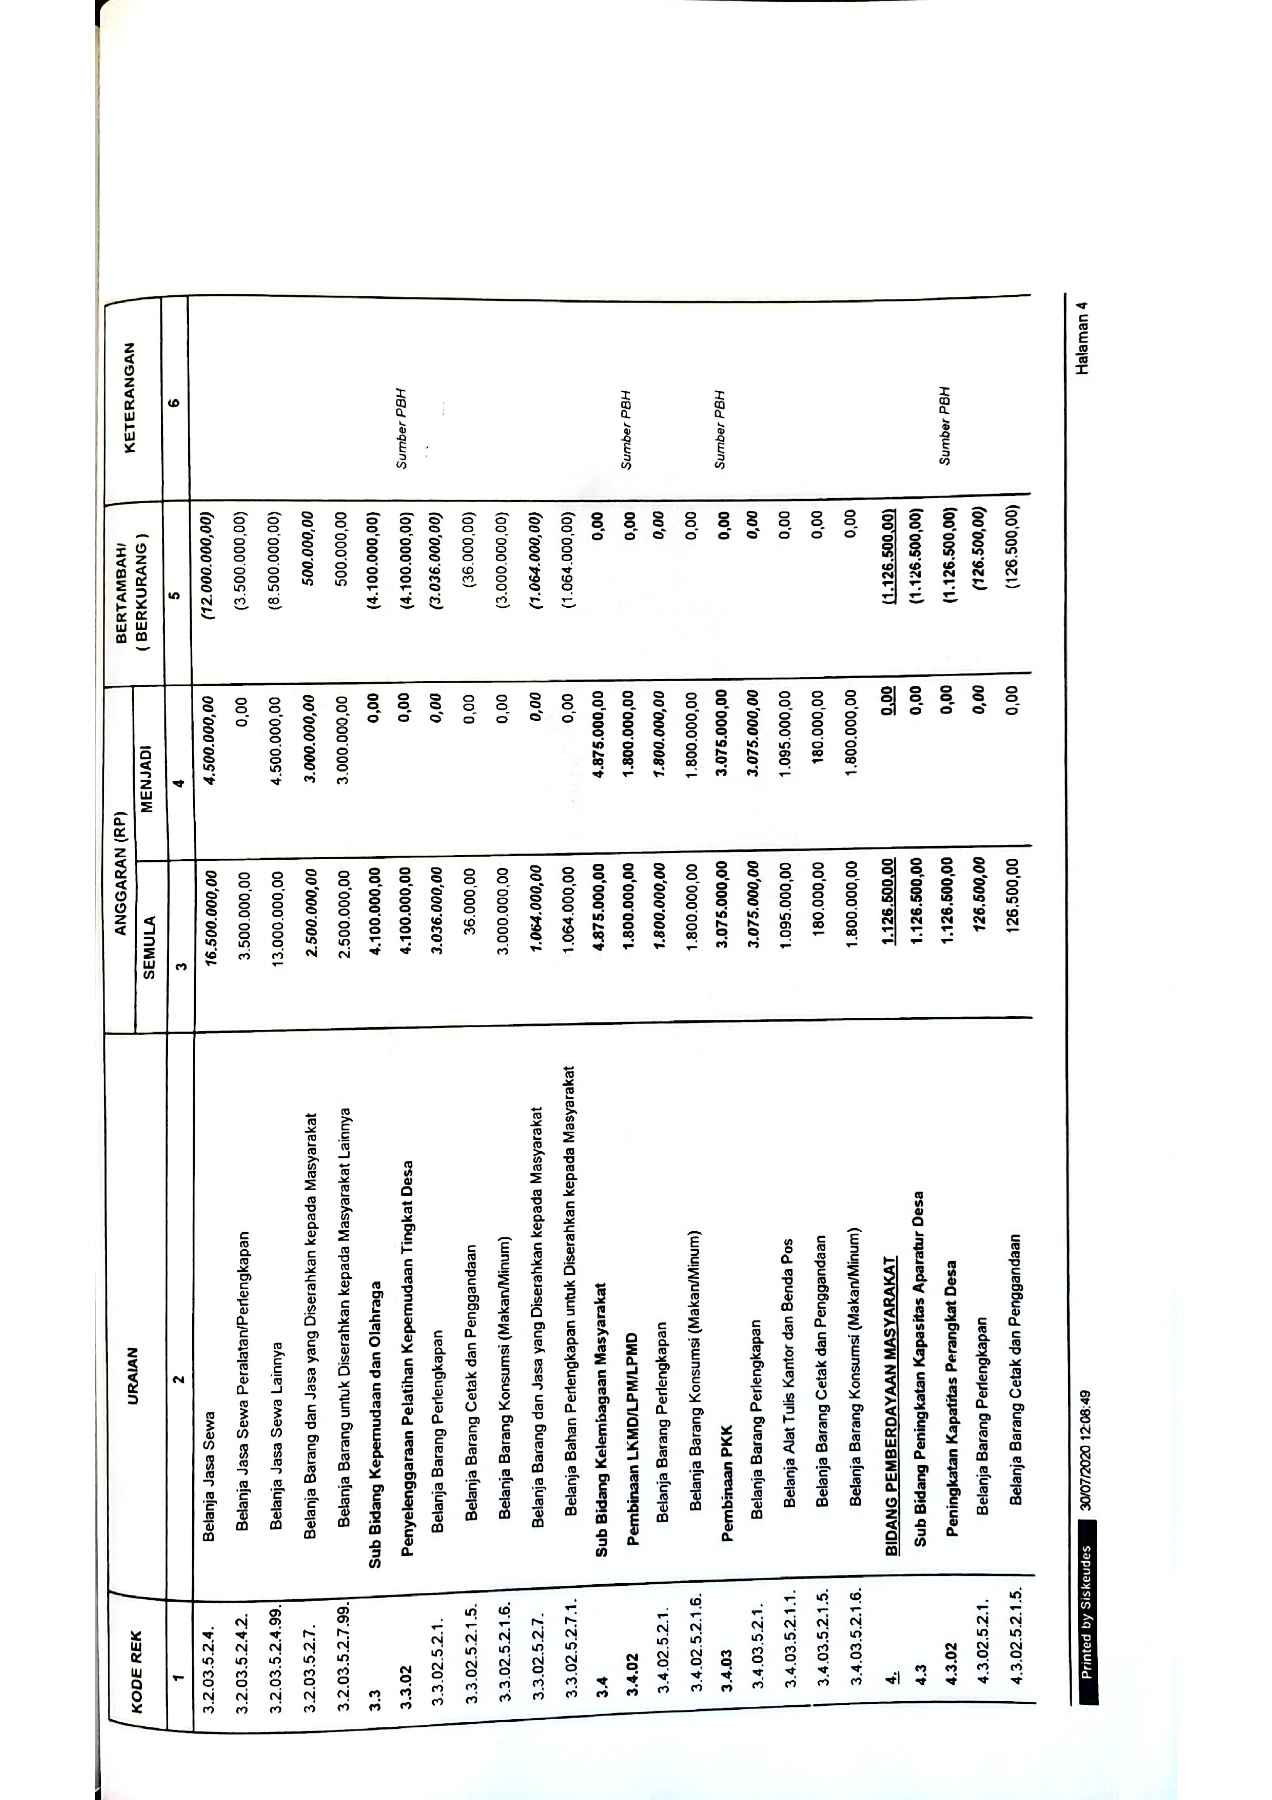 KODE REK URAIAN ANGGARAN (RP) BERTAMBAH/ KETERANGAN
SEMULA MENJADI ( BERKURANG )
1 2 3 4 5 6
3.2.03.5.2.4. Belanja Jasa Sewa 16.500.000,00 4.500.000,00 (12.000.000,00)
3.2.03.5.2.4.2. Belanja Jasa Sewa Peralatan/Perlengkapan 3.500.000,00 0,00 (3.500.000,00)
3.2.03.5.2.4.99. Belanja Jasa Sewa Lainnya 13.000.000,00 4.500.000,00 (8.500.000,00)
3.2.03.5.2.7. Belanja Barang dan Jasa yang Diserahkan kepada Masyarakat 2.500.000,00 3.000.000,00 500.000,00
3.2.03.5.2.7.99. Belanja Barang untuk Diserahkan kepada Masyarakat Lainnya 2.500.000,00 3.000.000,00 500.000,00
3.3 Sub Bidang Kepemudaan dan Olahraga 4.100.000,00 0,00 (4.100.000,00)
3.3.02 Penyelenggaraan Pelatihan Kepemudaan Tingkat Desa 4.100.000,00 0,00 (4.100.000,00) Sumber PBH
3.3.02.5.2.1. Belanja Barang Perlengkapan 3.036.000,00 0,00 (3.036.000,00)
3.3.02.5.2.1.5. Belanja Barang Cetak dan Penggandaan 36.000,00 0,00 (36.000,00)
3.3.02.5.2.1.6. Belanja Barang Konsumsi (Makan/Minum) 3.000.000,00 0,00 (3.000.000,00)
3.3.02.5.2.7. Belanja Barang dan Jasa yang Diserahkan kepada Masyarakat 1.064.000,00 0,00 (1.064.000,00)
3.3.02.5.2.7.1. Belanja Bahan Perlengkapan untuk Diserahkan kepada Masyarakat 1.064.000,00 0,00 (1.064.000,00)
3.4 Sub Bidang Kelembagaan Masyarakat 4.875.000,00 4.875.000,00 0,00
3.4.02 Pembinaan LKMD/LPM/LPMD 1.800.000,00 1.800.000,00 0,00 Sumber PBH
3.4.02.5.2.1. Belanja Barang Perlengkapan 1.800.000,00 1.800.000,00 0,00
3.4.02.5.2.1.6. Belanja Barang Konsumsi (Makan/Minum) 1.800.000,00 1.800.000,00 0,00
3.4.03 Pembinaan PKK 3.075.000,00 3.075.000,00 0,00 Sumber PBH
3.4.03.5.2.1. Belanja Barang Perlengkapan 3.075.000,00 3.075.000,00 0,00
3.4.03.5.2.1.1. Belanja Alat Tulis Kantor dan Benda Pos 1.095.000,00 1.095.000,00 0,00
3.4.03.5.2.1.5. Belanja Barang Cetak dan Penggandaan 180.000,00 180.000,00 0,00
3.4.03.5.2.1.6. Belanja Barang Konsumsi (Makan/Minum) 1.800.000,00 1.800.000,00 0,00
4. BIDANG PEMBERDAYAAN MASYARAKAT 1.126.500,00 0,00 (1.126.500,00)
4.3 Sub Bidang Peningkatan Kapasitas Aparatur Desa 1.126.500,00 0,00 (1.126.500,00)
4.3.02 Peningkatan Kapatitas Perangkat Desa 1.126.500,00 0,00 (1.126.500,00) Sumber PBH
4.3.02.5.2.1. Belanja Barang Perlengkapan 126.500,00 0,00 (126.500,00)
4.3.02.5.2.1.5. Belanja Barang Cetak dan Penggandaan 126.500,00 0,00 (126.500,00)
Printed by Siskeudes 30/07/2020 12:08:49 Halaman 4